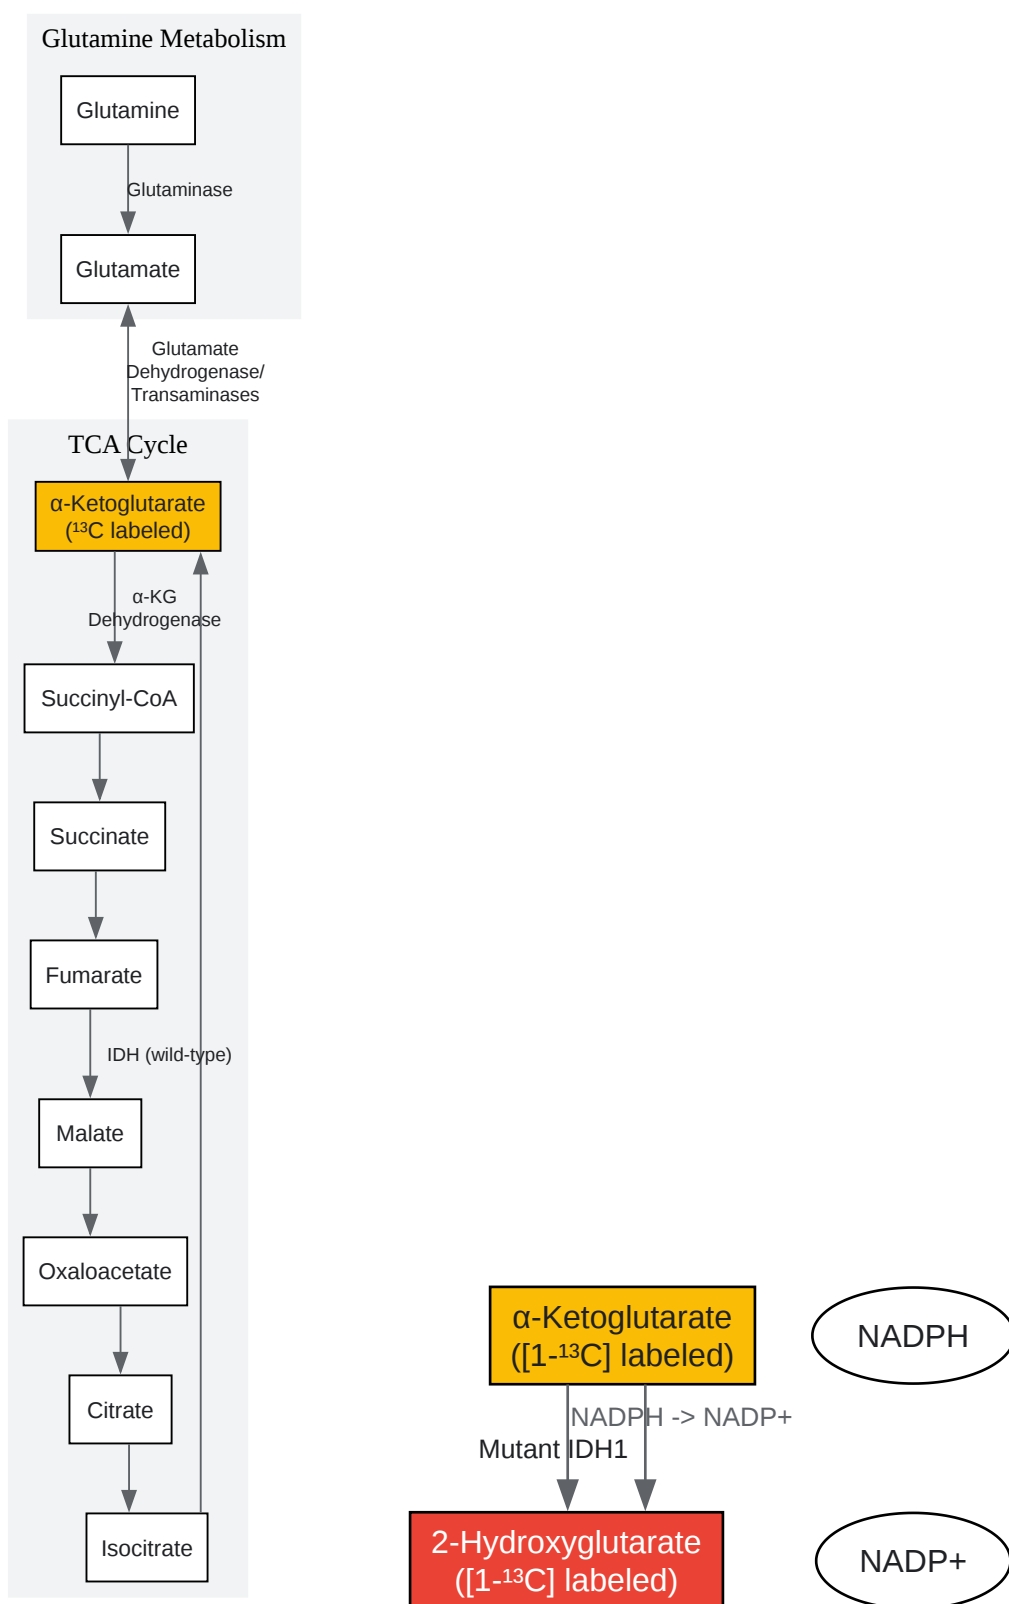 Glutamine Metabolism
Glutamine
Glutaminase
Glutamate
Glutamate
Dehydrogenase/
Transaminases
TCA Cycle
α-Ketoglutarate
(¹³C labeled)
α-KG
Dehydrogenase
Succinyl-CoA
Succinate
Fumarate
IDH (wild-type)
Malate
Oxaloacetate
Citrate
Isocitrate
α-Ketoglutarate
([1-¹³C] labeled)
NADPH
NADPH -> NADP+
Mutant IDH1
2-Hydroxyglutarate
([1-¹³C] labeled)
NADP+